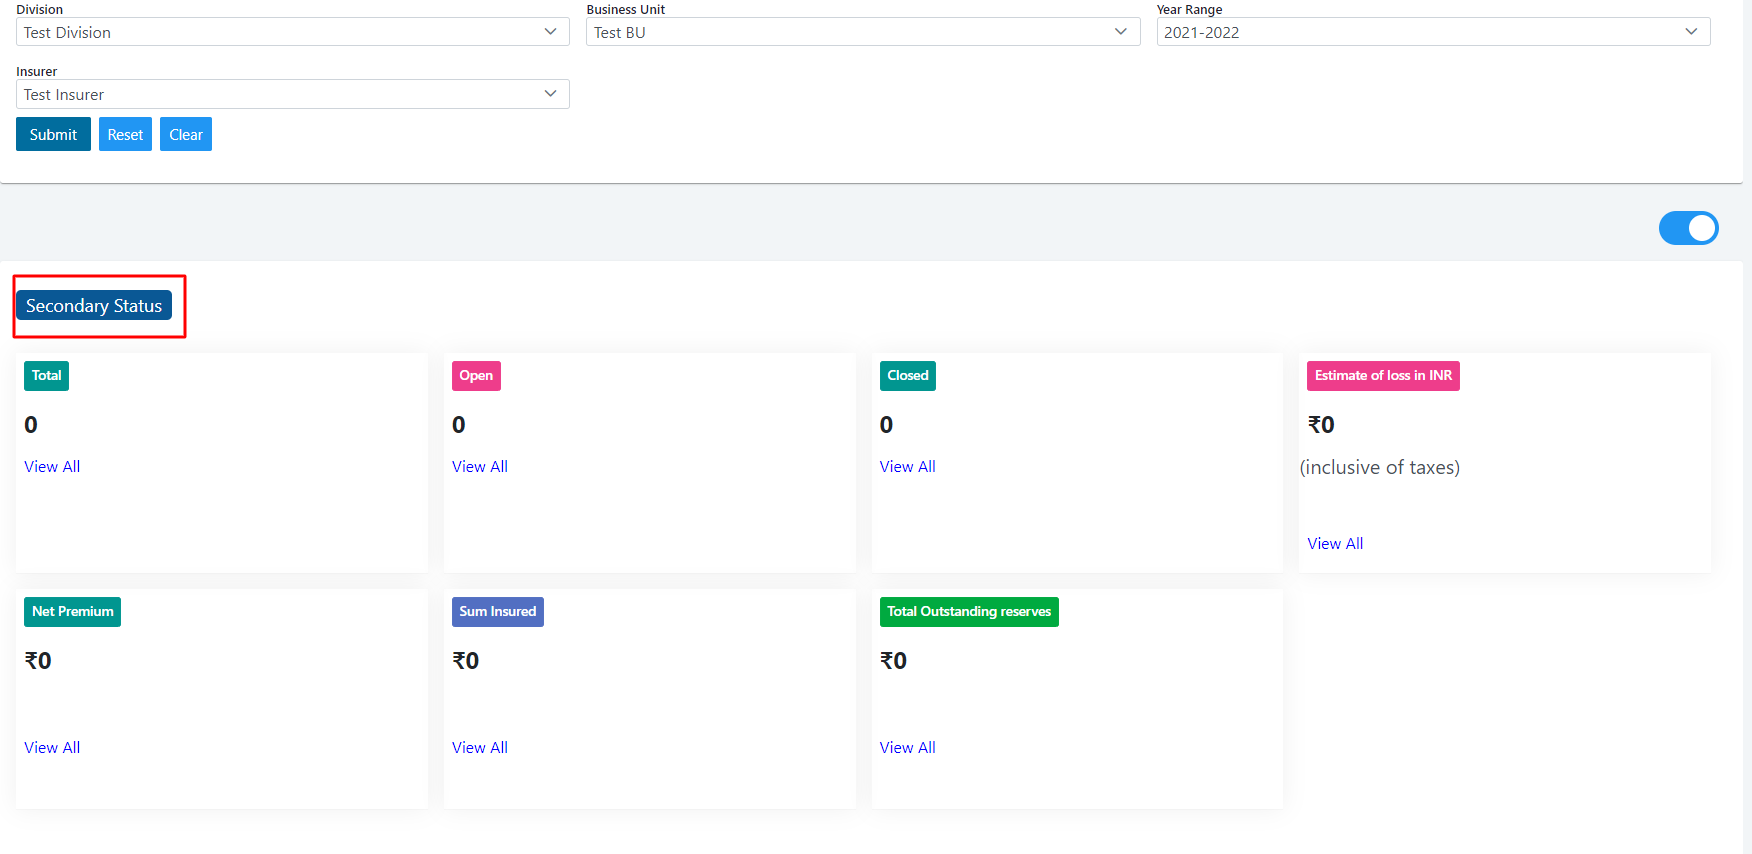 Division
Business Unit
Year Range
Test Division
Test BU
2021-2022
Insurer
Test Insurer
Submit
Reset
Clear
Secondary Status
Total
Open
Closed
Estimate of loss in INR
0
0
0
₹0
View All
View All
View All
(inclusive of taxes)
View All
Net Premium
Sum Insured
Total Outstanding reserves
₹0
₹0
₹0
View All
View All
View All